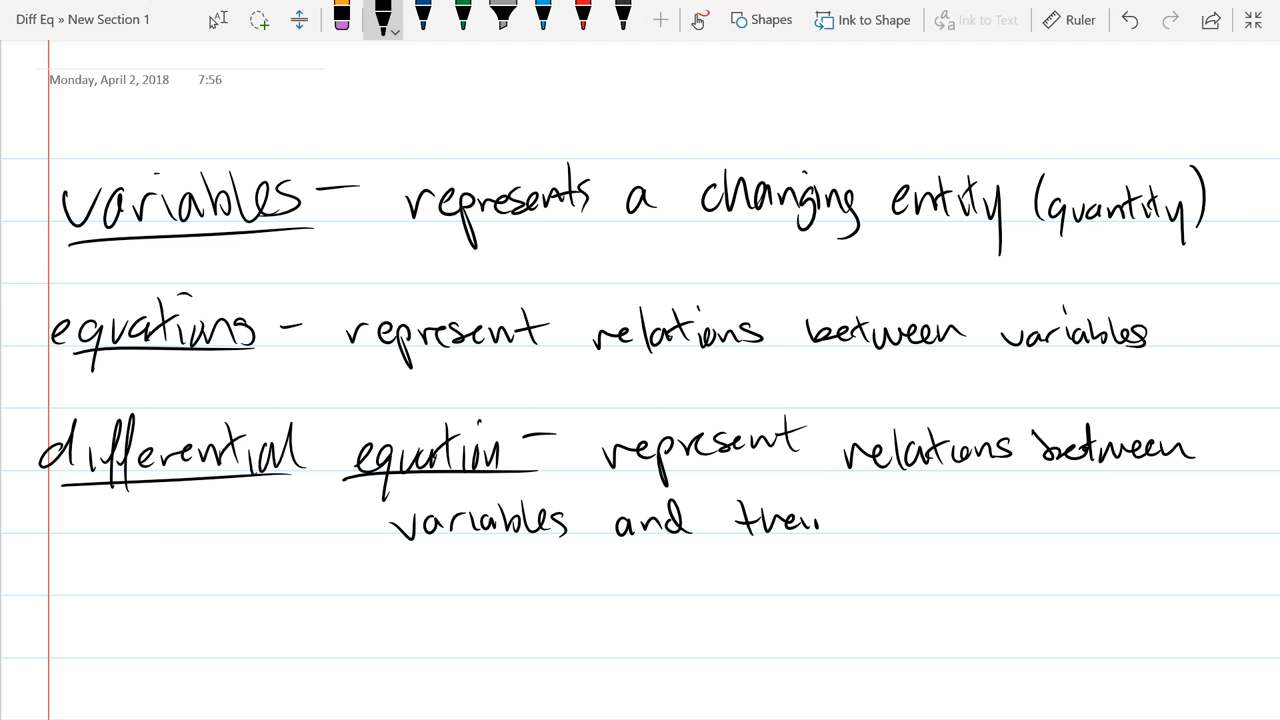 Diff Eq » New Section 1
Shapes
Ink to Shape
Ink to Text
Ruler
Monday, April 2, 2018 7:56
variables - represents a changing entity (quantity)
equations - represent relations between variables
differential equation - represent relations between
variables and their